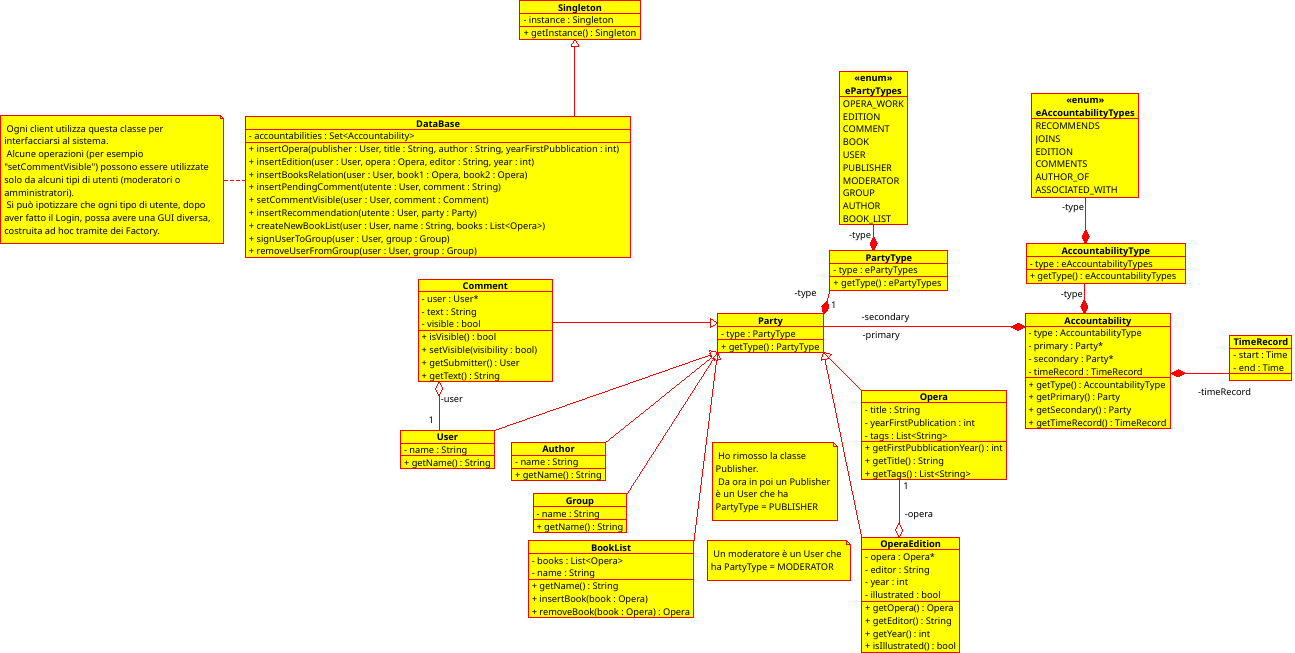 Singleton
- instance : Singleton
+ getInstance() : Singleton
Ogni client utilizza questa classe per
interfacciarsi al sistema.
Alcune operazioni (per esempio
"setCommentVisible") possono essere utilizzate
solo da alcuni tipi di utenti (moderatori o
amministratori).
Si può ipotizzare che ogni tipo di utente, dopo
aver fatto il Login, possa avere una GUI diversa,
costruita ad hoc tramite dei Factory.
DataBase
- accountabilities : Set<Accountability>
+ insertOpera(publisher : User, title : String, author : String, yearFirstPubblication : int)
+ insertEdition(user : User, opera : Opera, editor : String, year : int)
+ insertBooksRelation(user : User, book1 : Opera, book2 : Opera)
+ insertPendingComment(utente : User, comment : String)
+ setCommentVisible(user : User, comment : Comment)
+ insertRecommendation(utente : User, party : Party)
+ createNewBookList(user : User, name : String, books : List<Opera>)
+ signUserToGroup(user : User, group : Group)
+ removeUserFromGroup(user : User, group : Group)
«enum»
ePartyTypes
OPERA_WORK
EDITION
COMMENT
BOOK
USER
PUBLISHER
MODERATOR
GROUP
AUTHOR
BOOK_LIST
-type
PartyType
- type : ePartyTypes
+ getType() : ePartyTypes
-type
1
«enum»
eAccountabilityTypes
RECOMMENDS
JOINS
EDITION
COMMENTS
AUTHOR_OF
ASSOCIATED_WITH
-type
AccountabilityType
- type : eAccountabilityTypes
+ getType() : eAccountabilityTypes
-type
Comment
- user : User*
- text : String
- visible : bool
+ isVisible() : bool
+ setVisible(visibility : bool)
+ getSubmitter() : User
+ getText() : String
-user
1
Party
- type : PartyType
+ getType() : PartyType
-secondary
-primary
Accountability
- type : AccountabilityType
- primary : Party*
- secondary : Party*
- timeRecord : TimeRecord
+ getType() : AccountabilityType
+ getPrimary() : Party
+ getSecondary() : Party
+ getTimeRecord() : TimeRecord
TimeRecord
- start : Time
- end : Time
-timeRecord
User
- name : String
+ getName() : String
Author
- name : String
+ getName() : String
Group
- name : String
+ getName() : String
BookList
- books : List<Opera>
- name : String
+ getName() : String
+ insertBook(book : Opera)
+ removeBook(book : Opera) : Opera
Ho rimosso la classe
Publisher.
Da ora in poi un Publisher
è un User che ha
PartyType = PUBLISHER
Un moderatore è un User che
ha PartyType = MODERATOR
Opera
- title : String
- yearFirstPublication : int
- tags : List<String>
+ getFirstPubblicationYear() : int
+ getTitle() : String
+ getTags() : List<String>
1
-opera
OperaEdition
- opera : Opera*
- editor : String
- year : int
- illustrated : bool
+ getOpera() : Opera
+ getEditor() : String
+ getYear() : int
+ isIllustrated() : bool